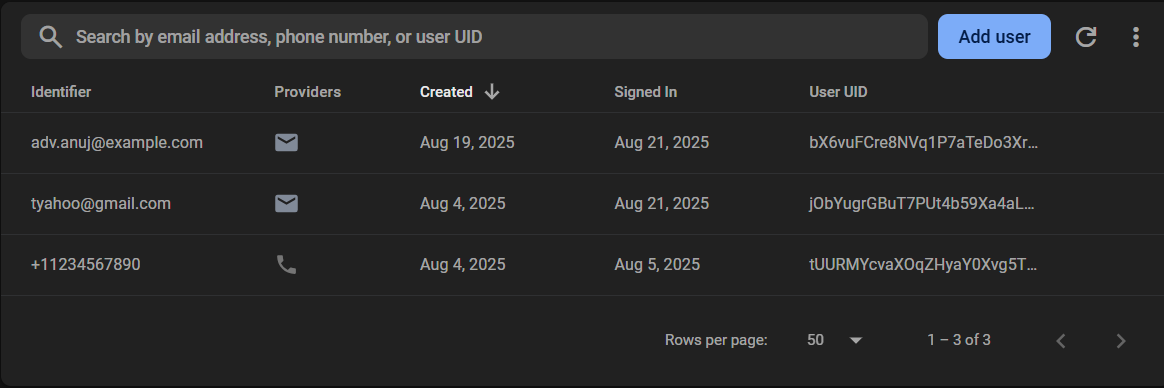 Search by email address, phone number, or user UID Add user
Identifier Providers Created Signed In User UID
adv.anuj@example.com Aug 19, 2025 Aug 21, 2025 bX6vuFCre8NVq1P7aTeDo3Xr...
tyahoo@gmail.com Aug 4, 2025 Aug 21, 2025 jObYugrGBuT7PUt4b59Xa4aL...
+11234567890 Aug 4, 2025 Aug 5, 2025 tUURMYcvaXOqZHyaY0Xvg5T...
Rows per page: 50 1 – 3 of 3